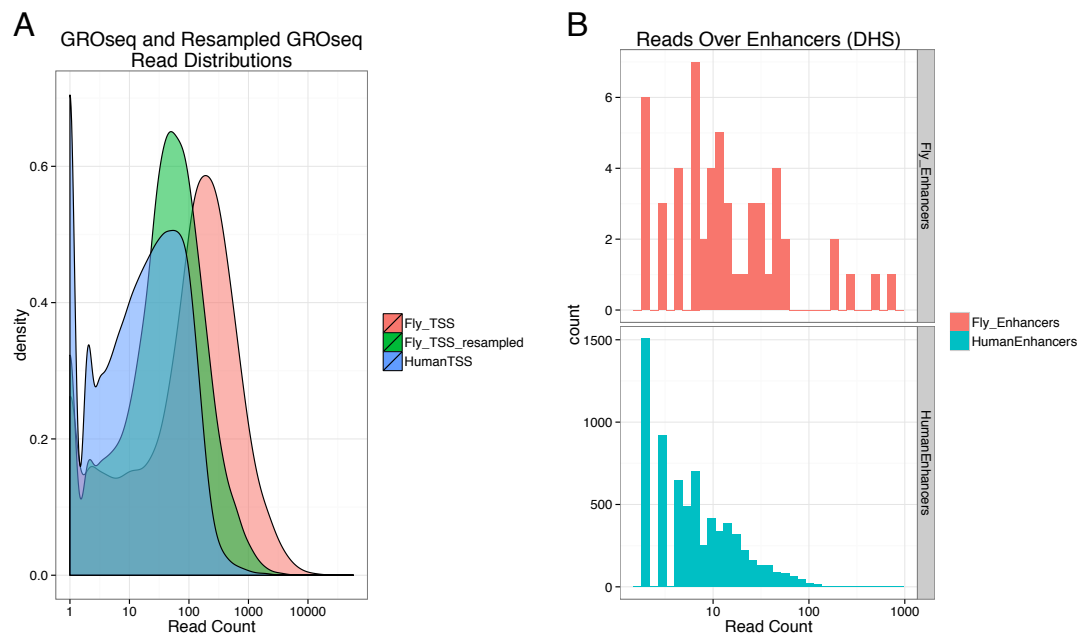 A
GROseq and Resampled GROseq
Read Distributions
density
0.6
0.4
0.2
0.0
1
10
100
1000
10000
Read Count
Fly_TSS
Fly_TSS_resampled
HumanTSS
B
Reads Over Enhancers (DHS)
count
6
4
2
0
Fly_Enhancers
1500
1000
500
0
HumanEnhancers
10
100
1000
Read Count
Fly_Enhancers
HumanEnhancers